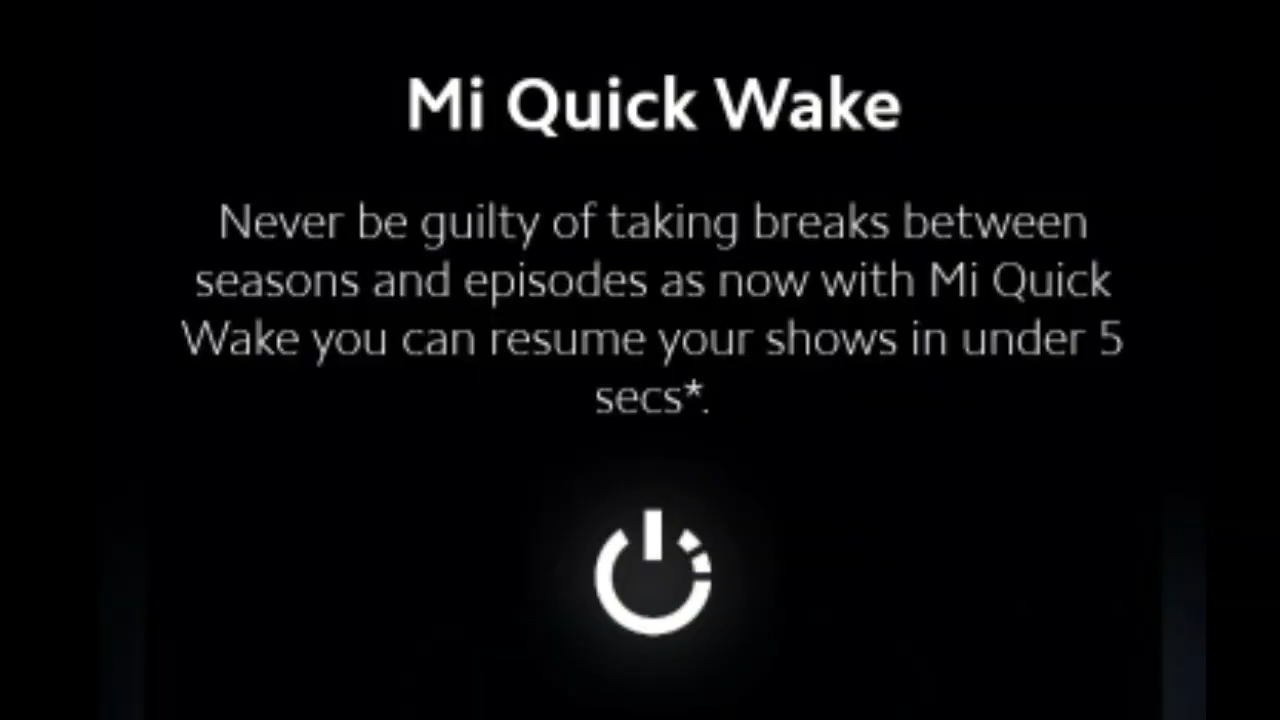 Mi Quick Wake
Never be guilty of taking breaks between
seasons and episodes as now with Mi Quick
Wake you can resume your shows in under 5
secs*.